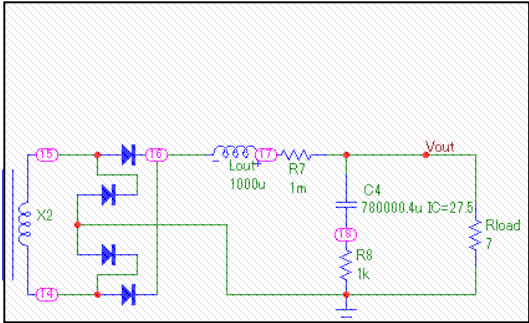 15
16
Lout
17
1000u
R7
1m
Vout
X2
C4
780000.4u IC=27.5
18
R8
1k
Rload
7
14